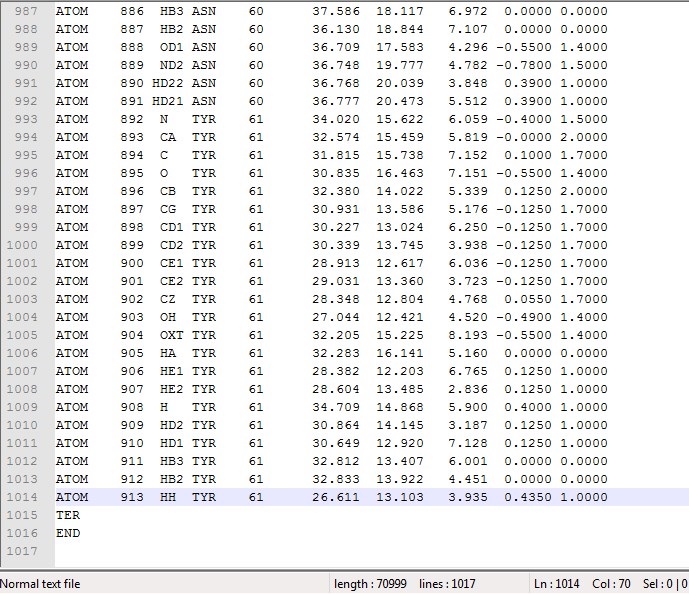 987 ATOM 886 HB3 ASN 60 37.586 18.117 6.972 0.0000 0.0000
988 ATOM 887 HB2 ASN 60 36.130 18.844 7.107 0.0000 0.0000
989 ATOM 888 OD1 ASN 60 36.709 17.583 4.296 -0.5500 1.4000
990 ATOM 889 ND2 ASN 60 36.748 19.777 4.782 -0.7800 1.5000
991 ATOM 890 HD22 ASN 60 36.768 20.039 3.848 0.3900 1.0000
992 ATOM 891 HD21 ASN 60 36.777 20.473 5.512 0.3900 1.0000
993 ATOM 892 N TYR 61 34.020 15.622 6.059 -0.4000 1.5000
994 ATOM 893 CA TYR 61 32.574 15.459 5.819 -0.0000 2.0000
995 ATOM 894 C TYR 61 31.815 15.738 7.152 0.1000 1.7000
996 ATOM 895 O TYR 61 30.835 16.463 7.151 -0.5500 1.4000
997 ATOM 896 CB TYR 61 32.380 14.022 5.339 0.1250 2.0000
998 ATOM 897 CG TYR 61 30.931 13.586 5.176 -0.1250 1.7000
999 ATOM 898 CD1 TYR 61 30.227 13.024 6.250 -0.1250 1.7000
1000 ATOM 899 CD2 TYR 61 30.339 13.745 3.938 -0.1250 1.7000
1001 ATOM 900 CE1 TYR 61 28.913 12.617 6.036 -0.1250 1.7000
1002 ATOM 901 CE2 TYR 61 29.031 13.360 3.723 -0.1250 1.7000
1003 ATOM 902 CZ TYR 61 28.348 12.804 4.768 0.0550 1.7000
1004 ATOM 903 OH TYR 61 27.044 12.421 4.520 -0.4900 1.4000
1005 ATOM 904 OXT TYR 61 32.205 15.225 8.193 -0.5500 1.4000
1006 ATOM 905 HA TYR 61 32.283 16.141 5.160 0.0000 0.0000
1007 ATOM 906 HE1 TYR 61 28.382 12.203 6.765 0.1250 1.0000
1008 ATOM 907 HE2 TYR 61 28.604 13.485 2.836 0.1250 1.0000
1009 ATOM 908 H TYR 61 34.709 14.868 5.900 0.4000 1.0000
1010 ATOM 909 HD2 TYR 61 30.864 14.145 3.187 0.1250 1.0000
1011 ATOM 910 HD1 TYR 61 30.649 12.920 7.128 0.1250 1.0000
1012 ATOM 911 HB3 TYR 61 32.812 13.407 6.001 0.0000 0.0000
1013 ATOM 912 HB2 TYR 61 32.833 13.922 4.451 0.0000 0.0000
1014 ATOM 913 HH TYR 61 26.611 13.103 3.935 0.4350 1.0000
1015 TER
1016 END
1017
Normal text file length : 70999 lines : 1017 Ln : 1014 Col : 70 Sel : 0 | 0